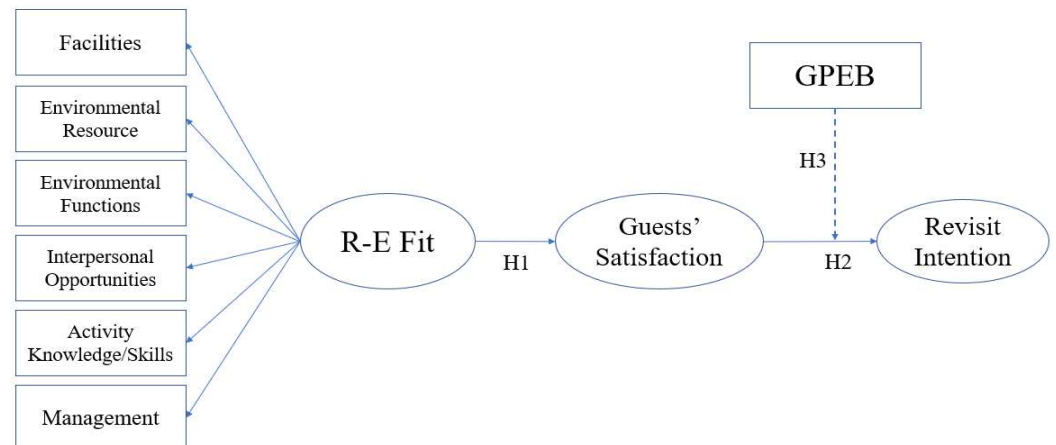 Facilities
Environmental
Resource
Environmental
Functions
Interpersonal
Opportunities
Activity
Knowledge/Skills
Management
R-E Fit
H1
Guests’
Satisfaction
GPEB
H3
H2
Revisit
Intention